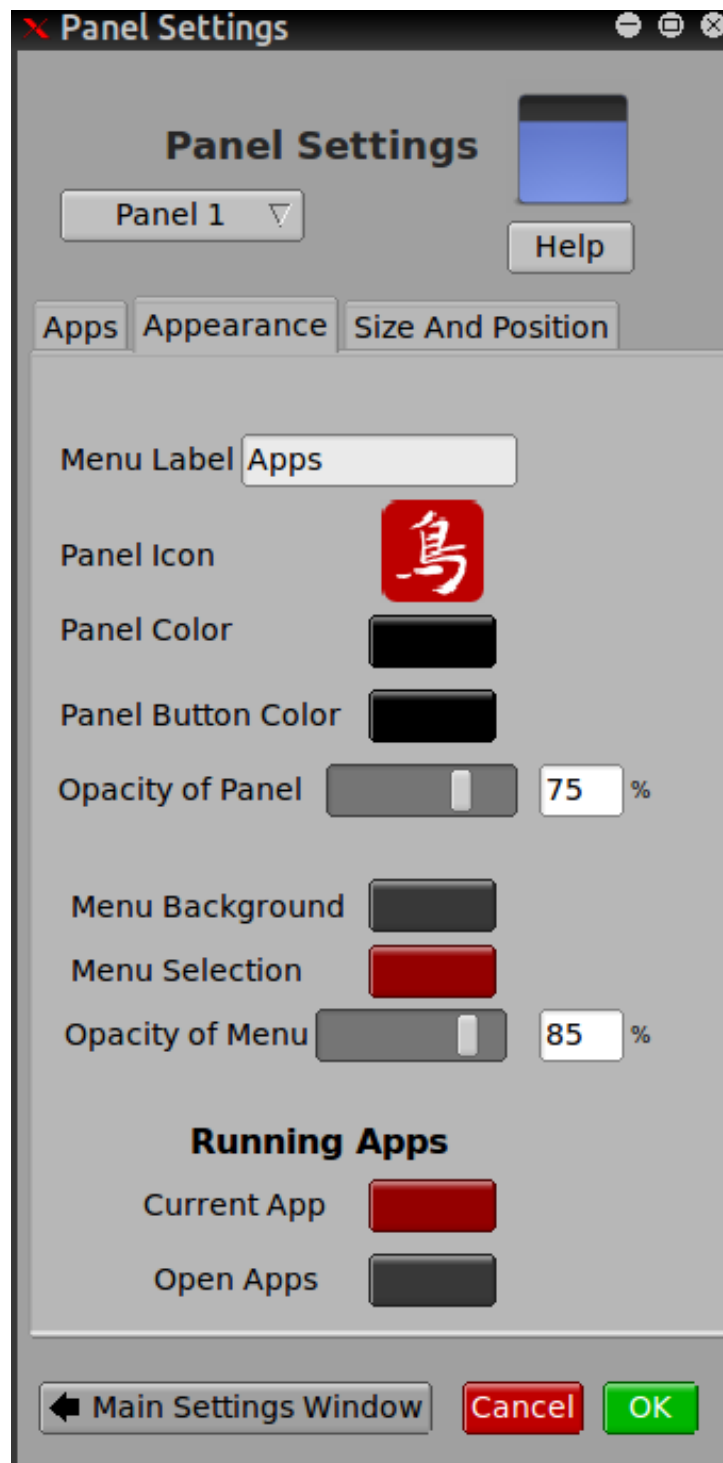 Panel Settings
Panel Settings
Panel 1
Help
Apps Appearance Size And Position
Menu Label Apps
Panel Icon 鳥
Panel Color
Panel Button Color
Opacity of Panel 75 %
Menu Background
Menu Selection
Opacity of Menu 85 %
Running Apps
Current App
Open Apps
Main Settings Window Cancel OK